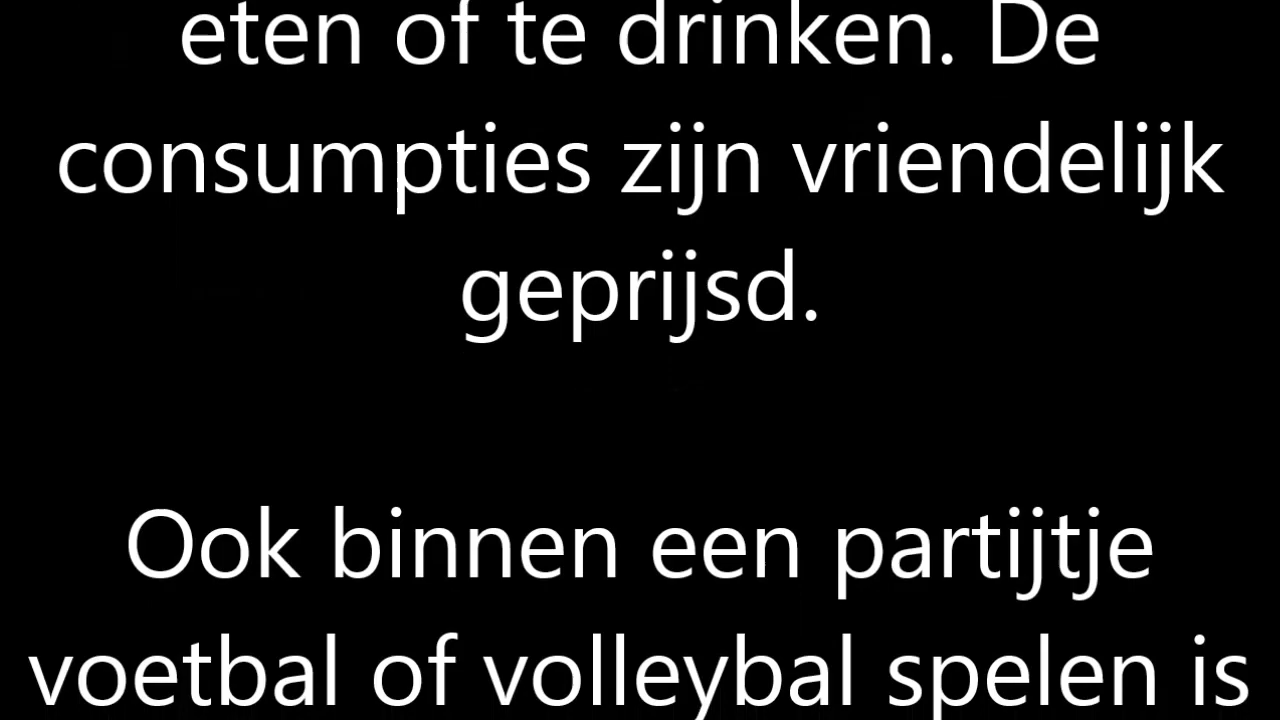 eten of te drinken. De
consumpties zijn vriendelijk
geprijsd.
Ook binnen een partijtje
voetbal of volleybal spelen is